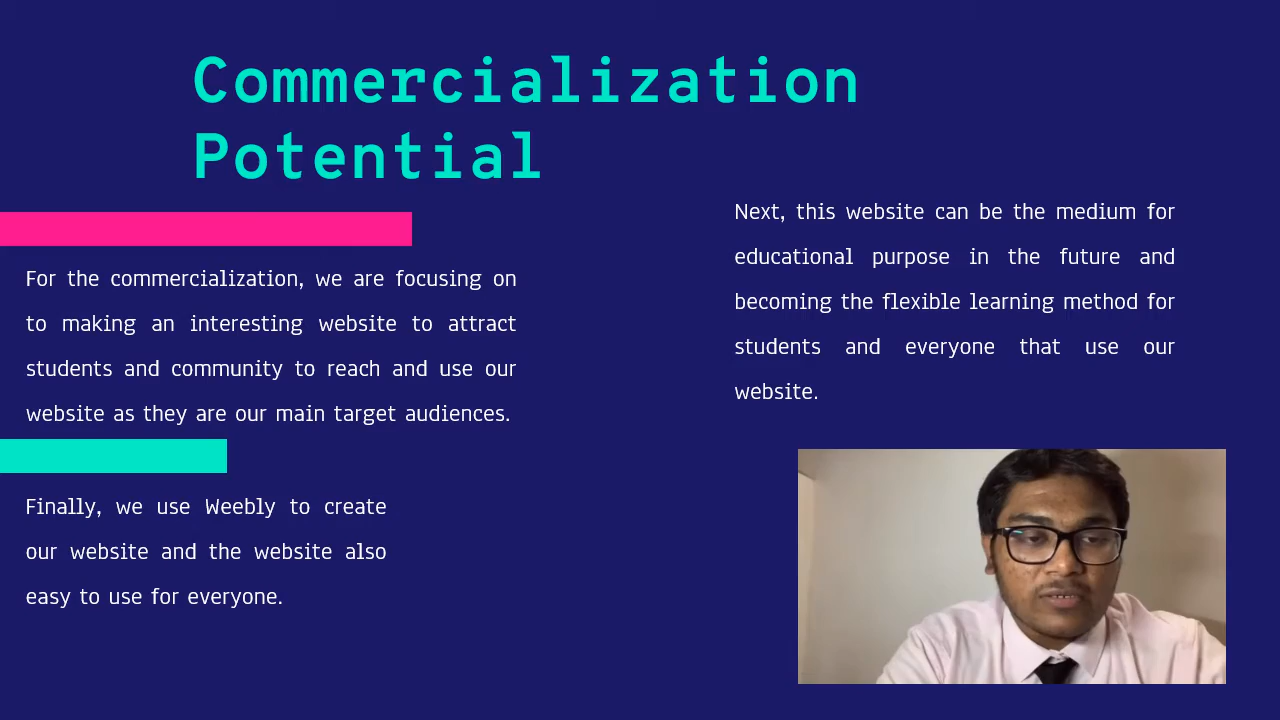 Commercialization
Potential
For the commercialization, we are focusing on
to making an interesting website to attract
students and community to reach and use our
website as they are our main target audiences.
Next, this website can be the medium for
educational purpose in the future and
becoming the flexible learning method for
students and everyone that use our
website.
Finally, we use Weebly to create
our website and the website also
easy to use for everyone.